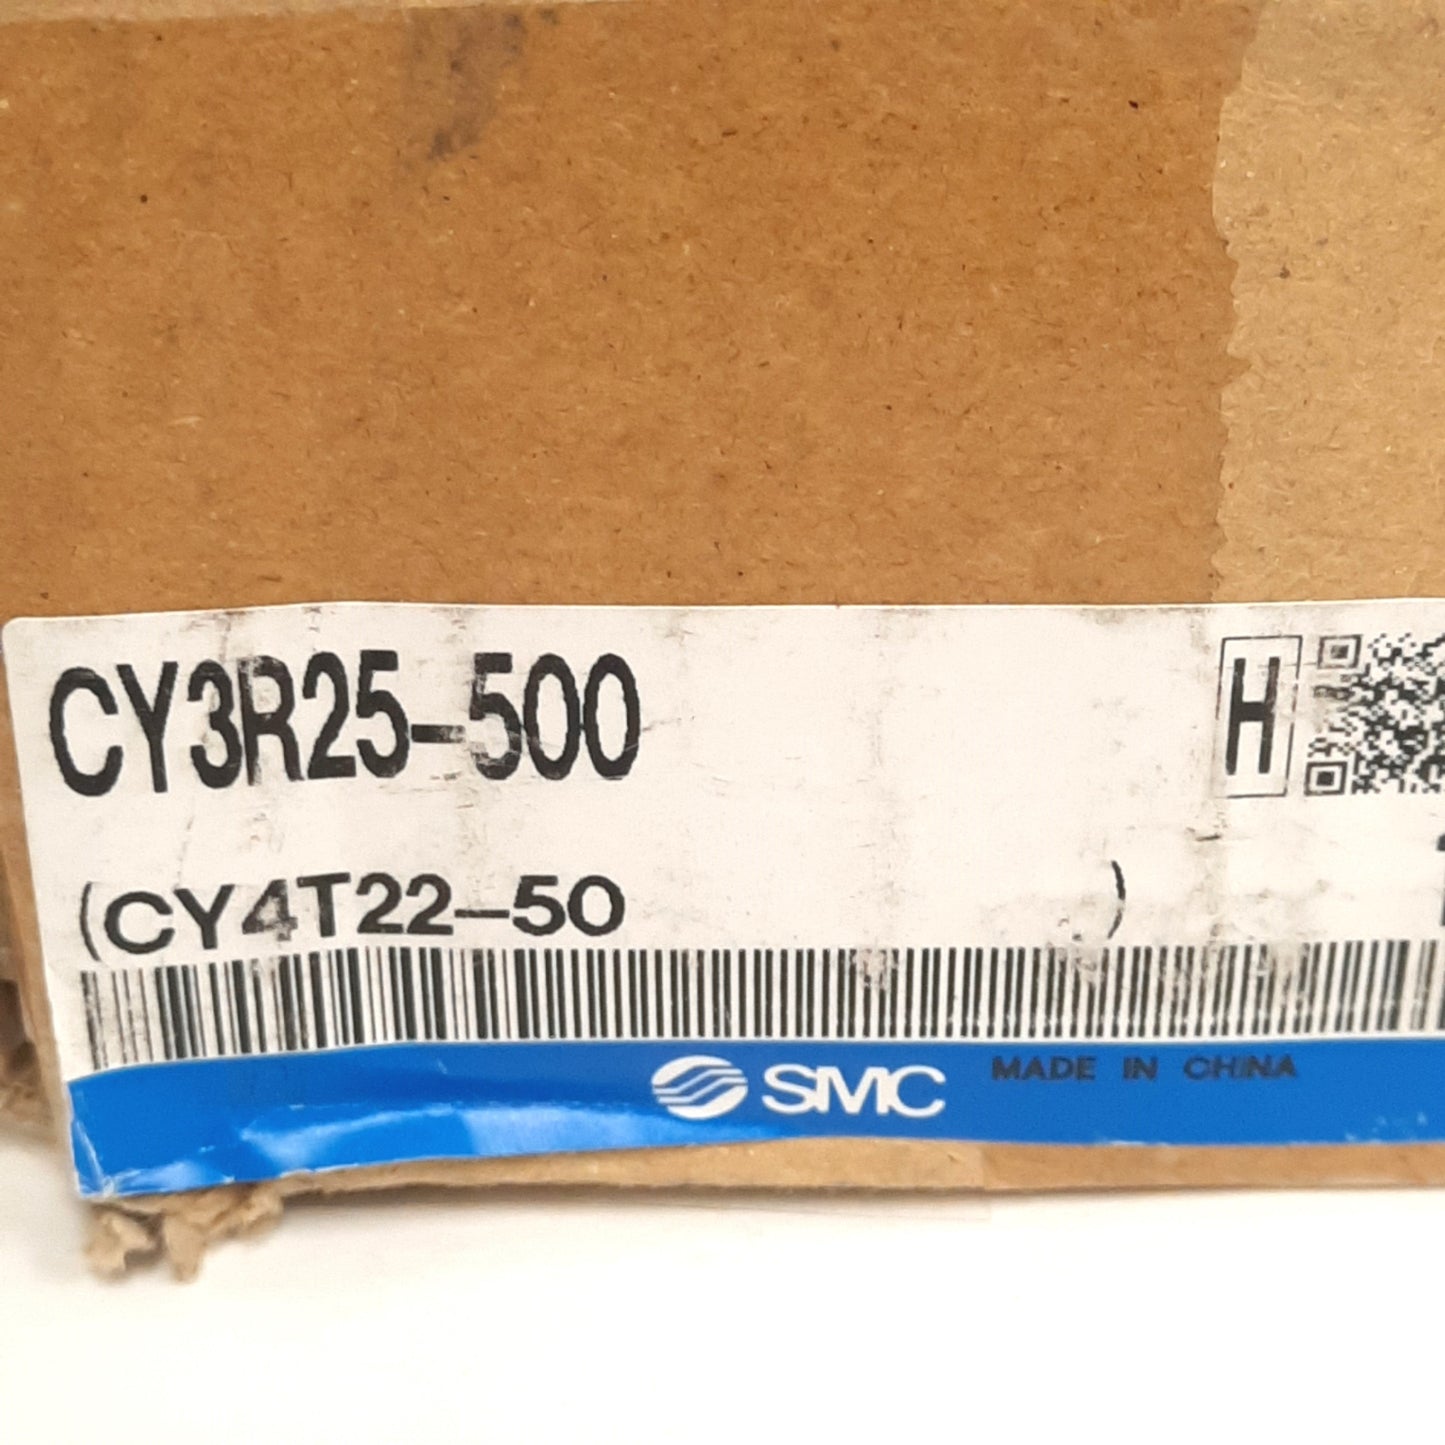 CY3R25-500
H
(CY4T22-50 )
SMC MADE IN CHINA